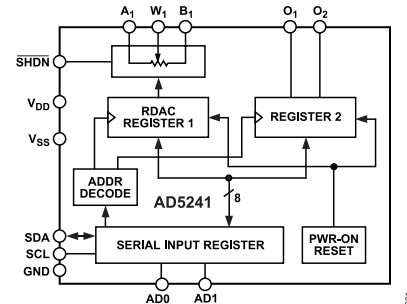 A1 W1 B1 O1 O2
SHDN
VDD
RDAC
REGISTER 1
REGISTER 2
VSS
ADDR
DECODE
AD5241
8
SDA
SERIAL INPUT REGISTER
PWR-ON
RESET
SCL
GND
AD0 AD1